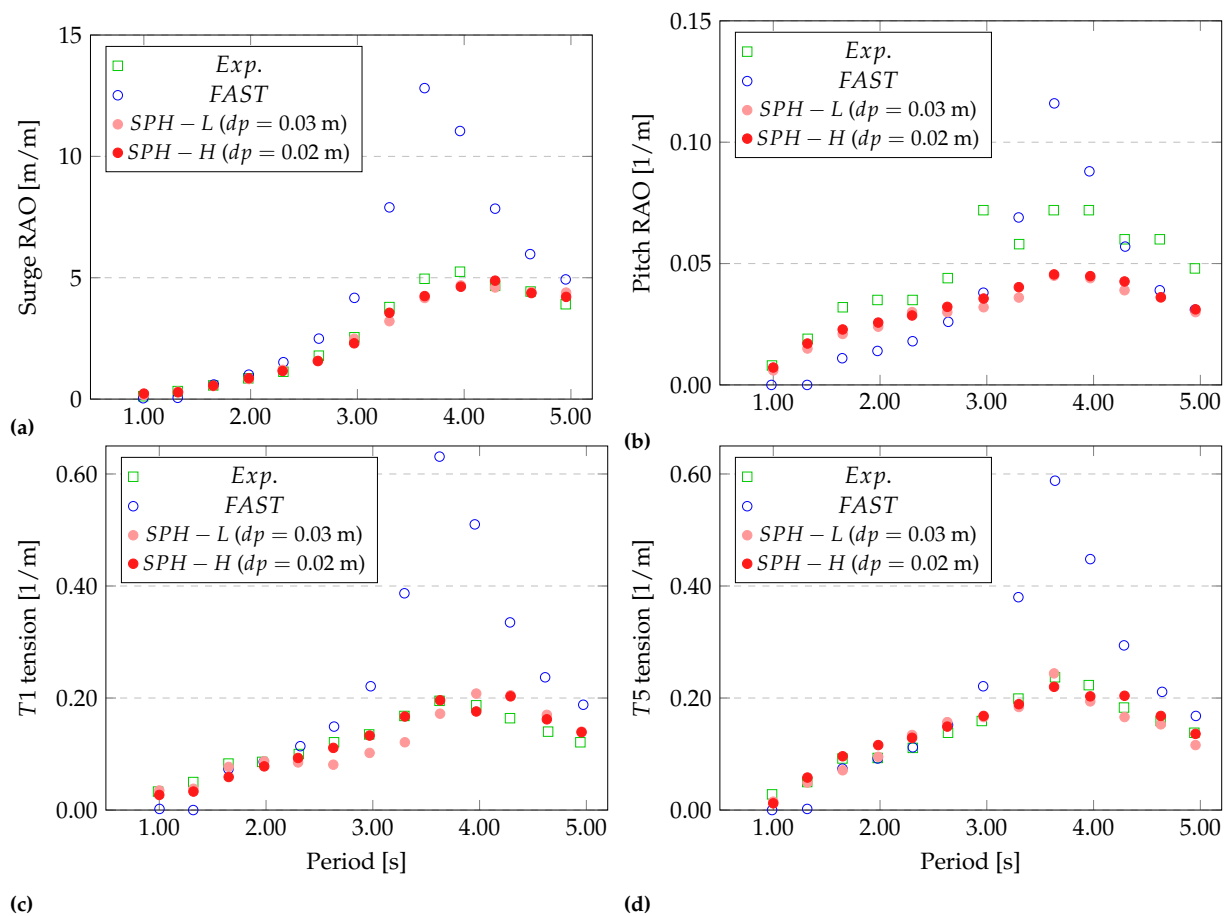 15
10
5
0
Surge RAO [m/m]
Exp.
FAST
SPH − L (dp = 0.03 m)
SPH − H (dp = 0.02 m)
1.00 2.00 3.00 4.00 5.00
(a)
0.15
0.10
0.05
0.00
Pitch RAO [1/m]
Exp.
FAST
SPH − L (dp = 0.03 m)
SPH − H (dp = 0.02 m)
1.00 2.00 3.00 4.00 5.00
(b)
0.60
0.40
0.20
0.00
T1 tension [1/m]
Exp.
FAST
SPH − L (dp = 0.03 m)
SPH − H (dp = 0.02 m)
1.00 2.00 3.00 4.00 5.00
Period [s]
(c)
0.60
0.40
0.20
0.00
T5 tension [1/m]
Exp.
FAST
SPH − L (dp = 0.03 m)
SPH − H (dp = 0.02 m)
1.00 2.00 3.00 4.00 5.00
Period [s]
(d)